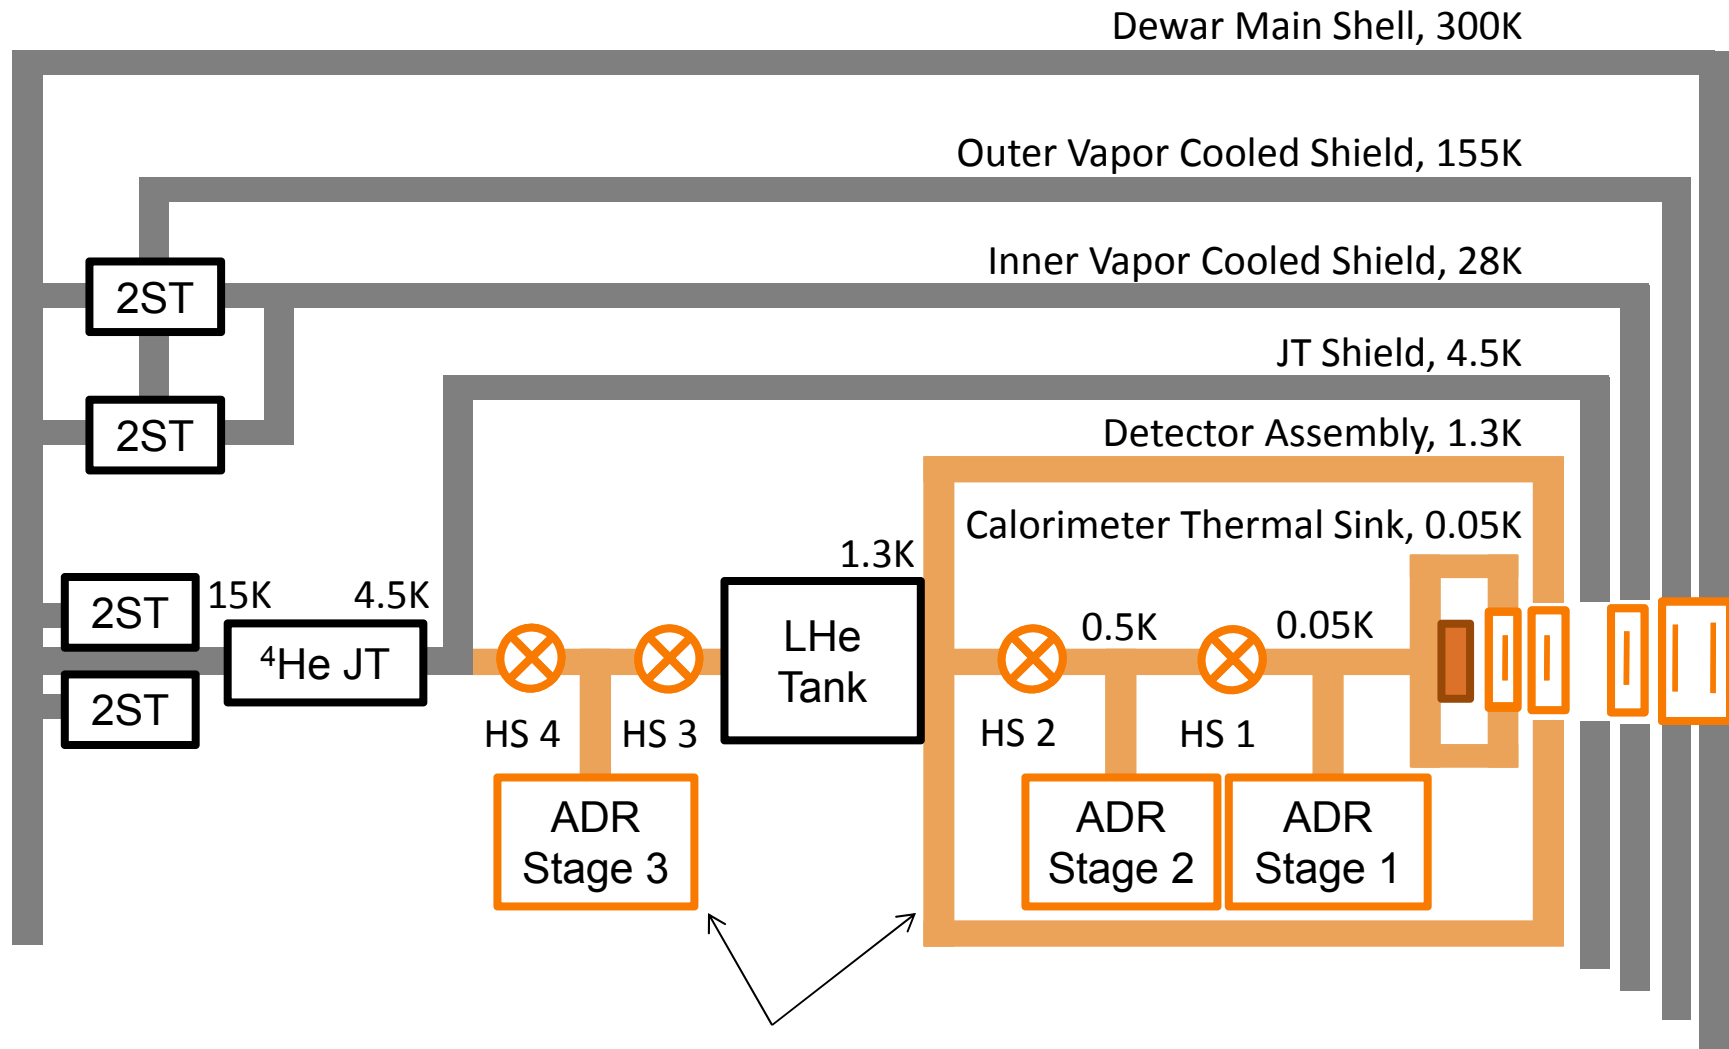 Dewar Main Shell, 300K
Outer Vapor Cooled Shield, 155K
Inner Vapor Cooled Shield, 28K
2ST
JT Shield, 4.5K
2ST
Detector Assembly, 1.3K
Calorimeter Thermal Sink, 0.05K
1.3K
2ST
15K
4.5K
⁴He JT
LHe
Tank
0.5K
0.05K
2ST
HS 4
HS 3
HS 2
HS 1
ADR
Stage 3
ADR
Stage 2
ADR
Stage 1